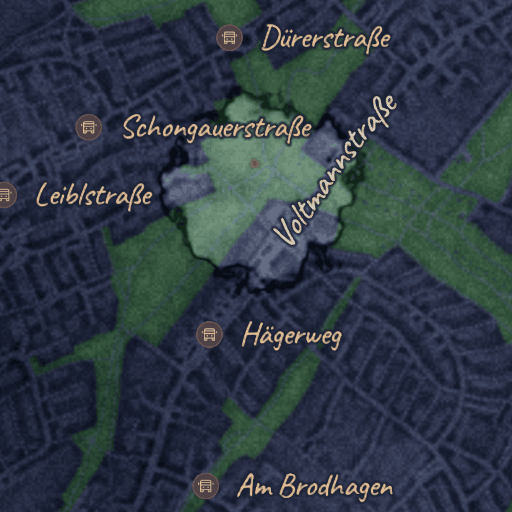 Dürerstraße
Schongauerstraße
Voltmannstraße
Leiblstraße
Hägerweg
Am Brodhagen